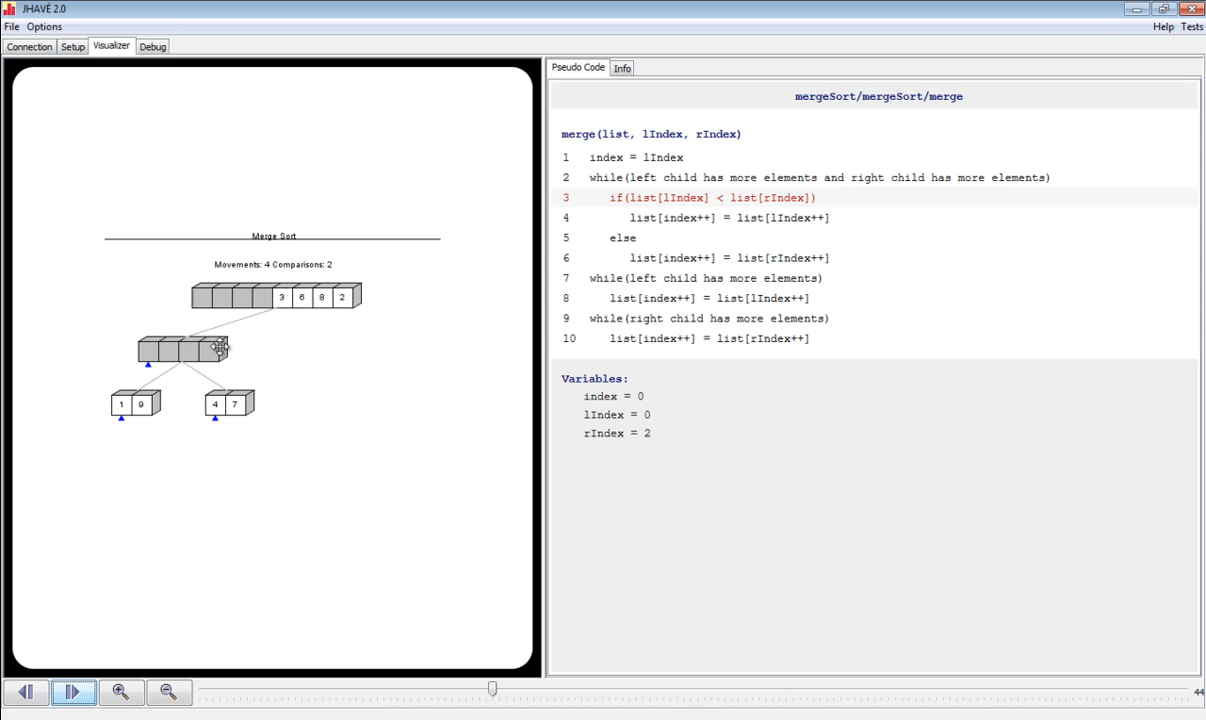 JHAVÉ 2.0
File Options
Help Tests
Connection Setup Visualizer Debug
Merge Sort
Movements: 4 Comparisons: 2
3 6 8 2
1 9
4 7
Pseudo Code Info
mergeSort/mergeSort/merge
merge(list, lIndex, rIndex)
1 index = lIndex
2 while(left child has more elements and right child has more elements)
3 if(list[lIndex] < list[rIndex])
4 list[index++] = list[lIndex++]
5 else
6 list[index++] = list[rIndex++]
7 while(left child has more elements)
8 list[index++] = list[lIndex++]
9 while(right child has more elements)
10 list[index++] = list[rIndex++]
Variables:
index = 0
lIndex = 0
rIndex = 2
44